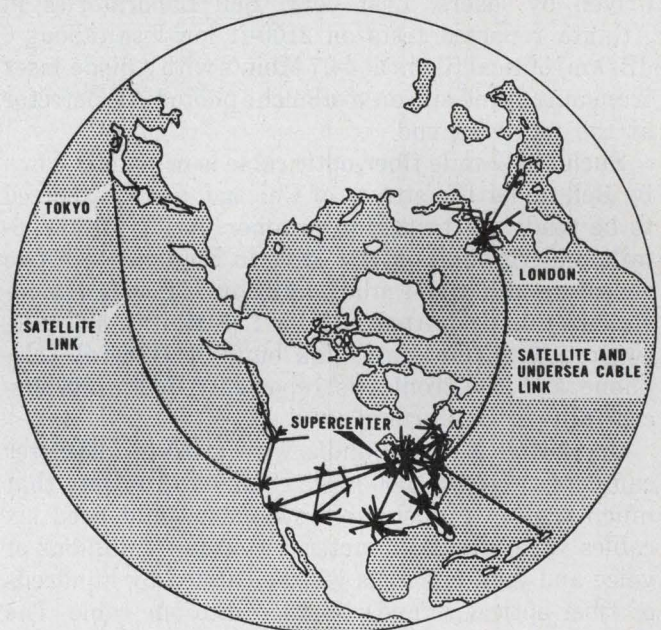 TOKYO
SATELLITE
LINK
LONDON
SATELLITE AND
UNDERSEA CABLE
LINK
SUPERCENTER